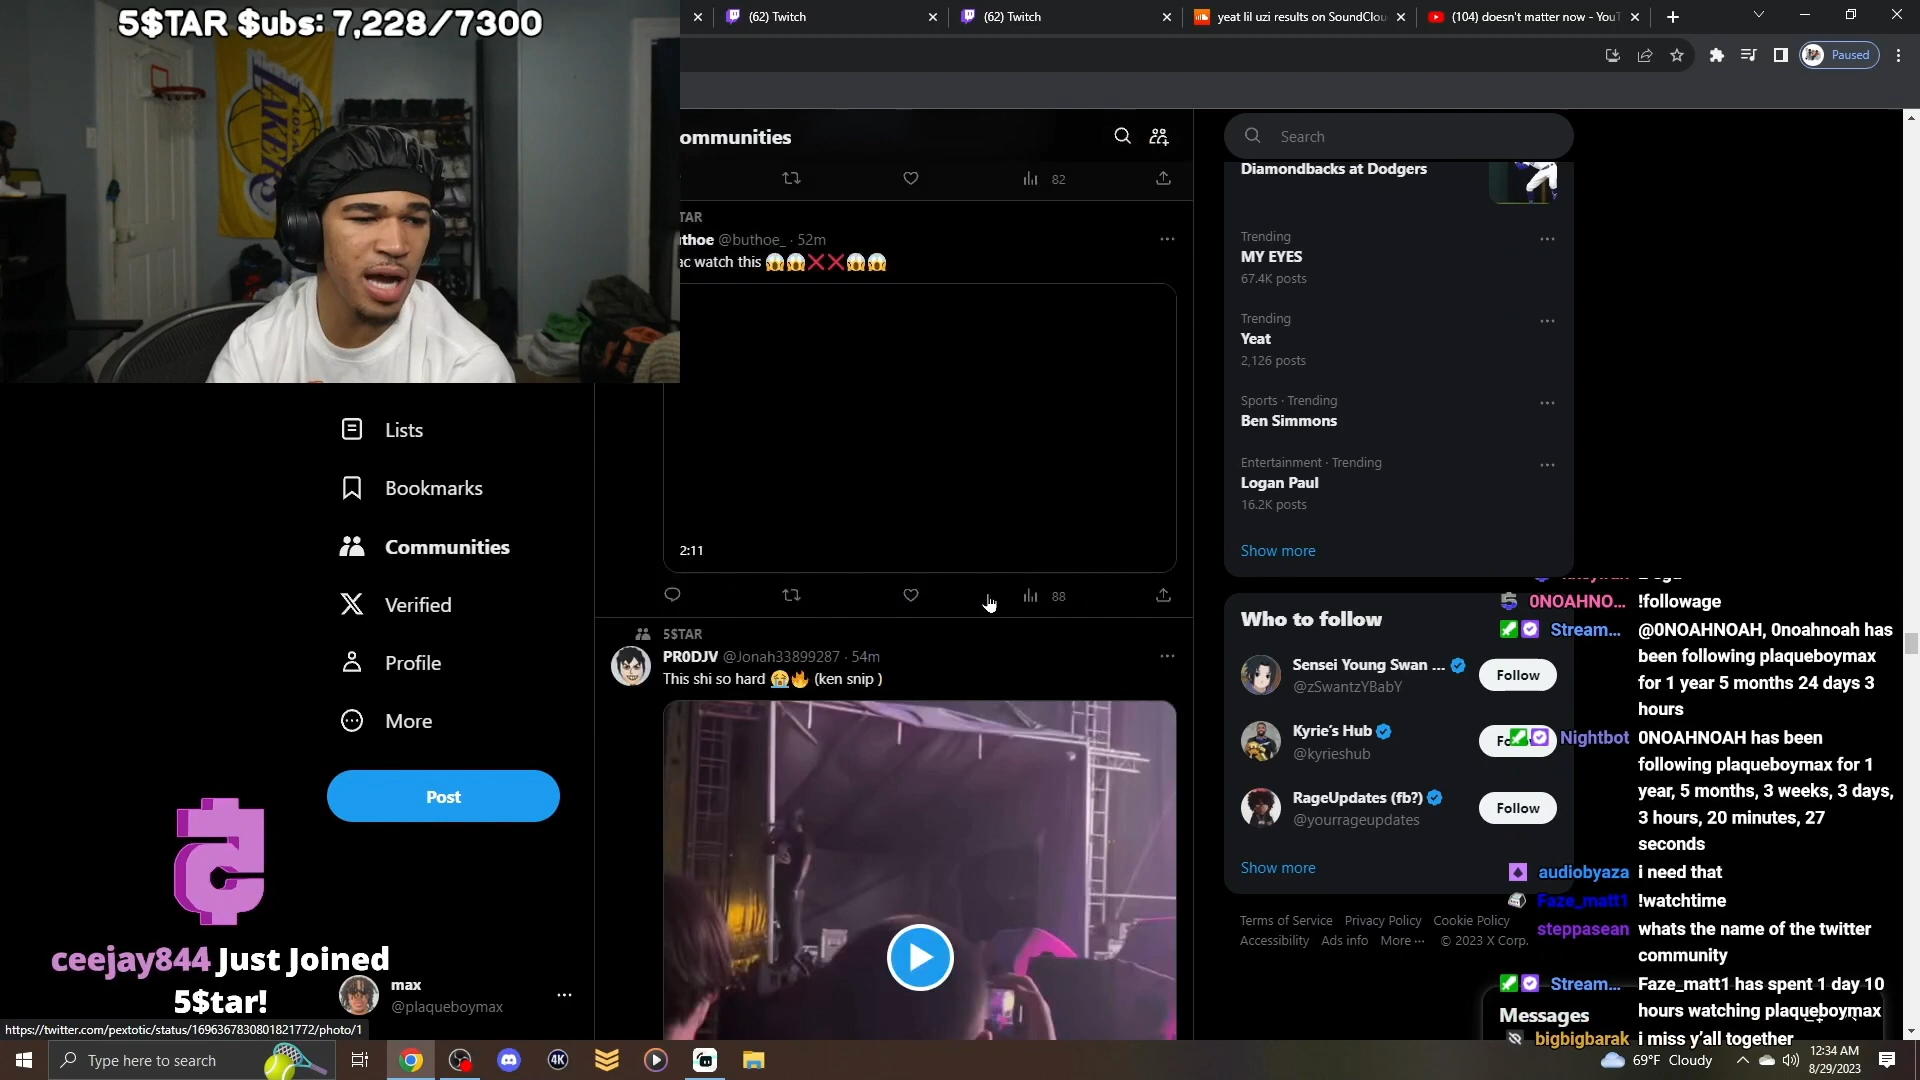 5$TAR $ubs: 7,228/7300
(62) Twitch
(62) Twitch
yeat lil uzi results on SoundClou
(104) doesn't matter now - YouT
Paused
LAKERS
ommunities
82
TAR
thoe @buthoe_ · 52m
ac watch this 😱😱❌❌😱😱
2:11
88
5$TAR
PR0DJV @Jonah33899287 · 54m
This shi so hard 😭🔥 (ken snip )
Lists
Bookmarks
Communities
Verified
Profile
More
Post
ceejay844 Just Joined
5$tar!
max
@plaqueboymax
https://twitter.com/pextotic/status/1696367830801821772/photo/1
Search
Diamondbacks at Dodgers
Trending
MY EYES
67.4K posts
Trending
Yeat
2,126 posts
Sports · Trending
Ben Simmons
Entertainment · Trending
Logan Paul
16.2K posts
Show more
Who to follow
Sensei Young Swan ...
@zSwantzYBabY
Follow
Kyrie's Hub
@kyrieshub
RageUpdates (fb?)
@yourrageupdates
Follow
Show more
Terms of Service Privacy Policy Cookie Policy
Accessibility Ads info More ··· © 2023 X Corp.
Messages
0NOAHNO... !followage
Stream... @0NOAHNOAH, 0noahnoah has
been following plaqueboymax
for 1 year 5 months 24 days 3
hours
Nightbot 0NOAHNOAH has been
following plaqueboymax for 1
year, 5 months, 3 weeks, 3 days,
3 hours, 20 minutes, 27
seconds
audiobyaza i need that
Faze_matt1 !watchtime
steppasean whats the name of the twitter
community
Stream... Faze_matt1 has spent 1 day 10
hours watching plaqueboymax
bigbigbarak i miss y'all together
Type here to search
4K
69°F Cloudy
12:34 AM
8/29/2023